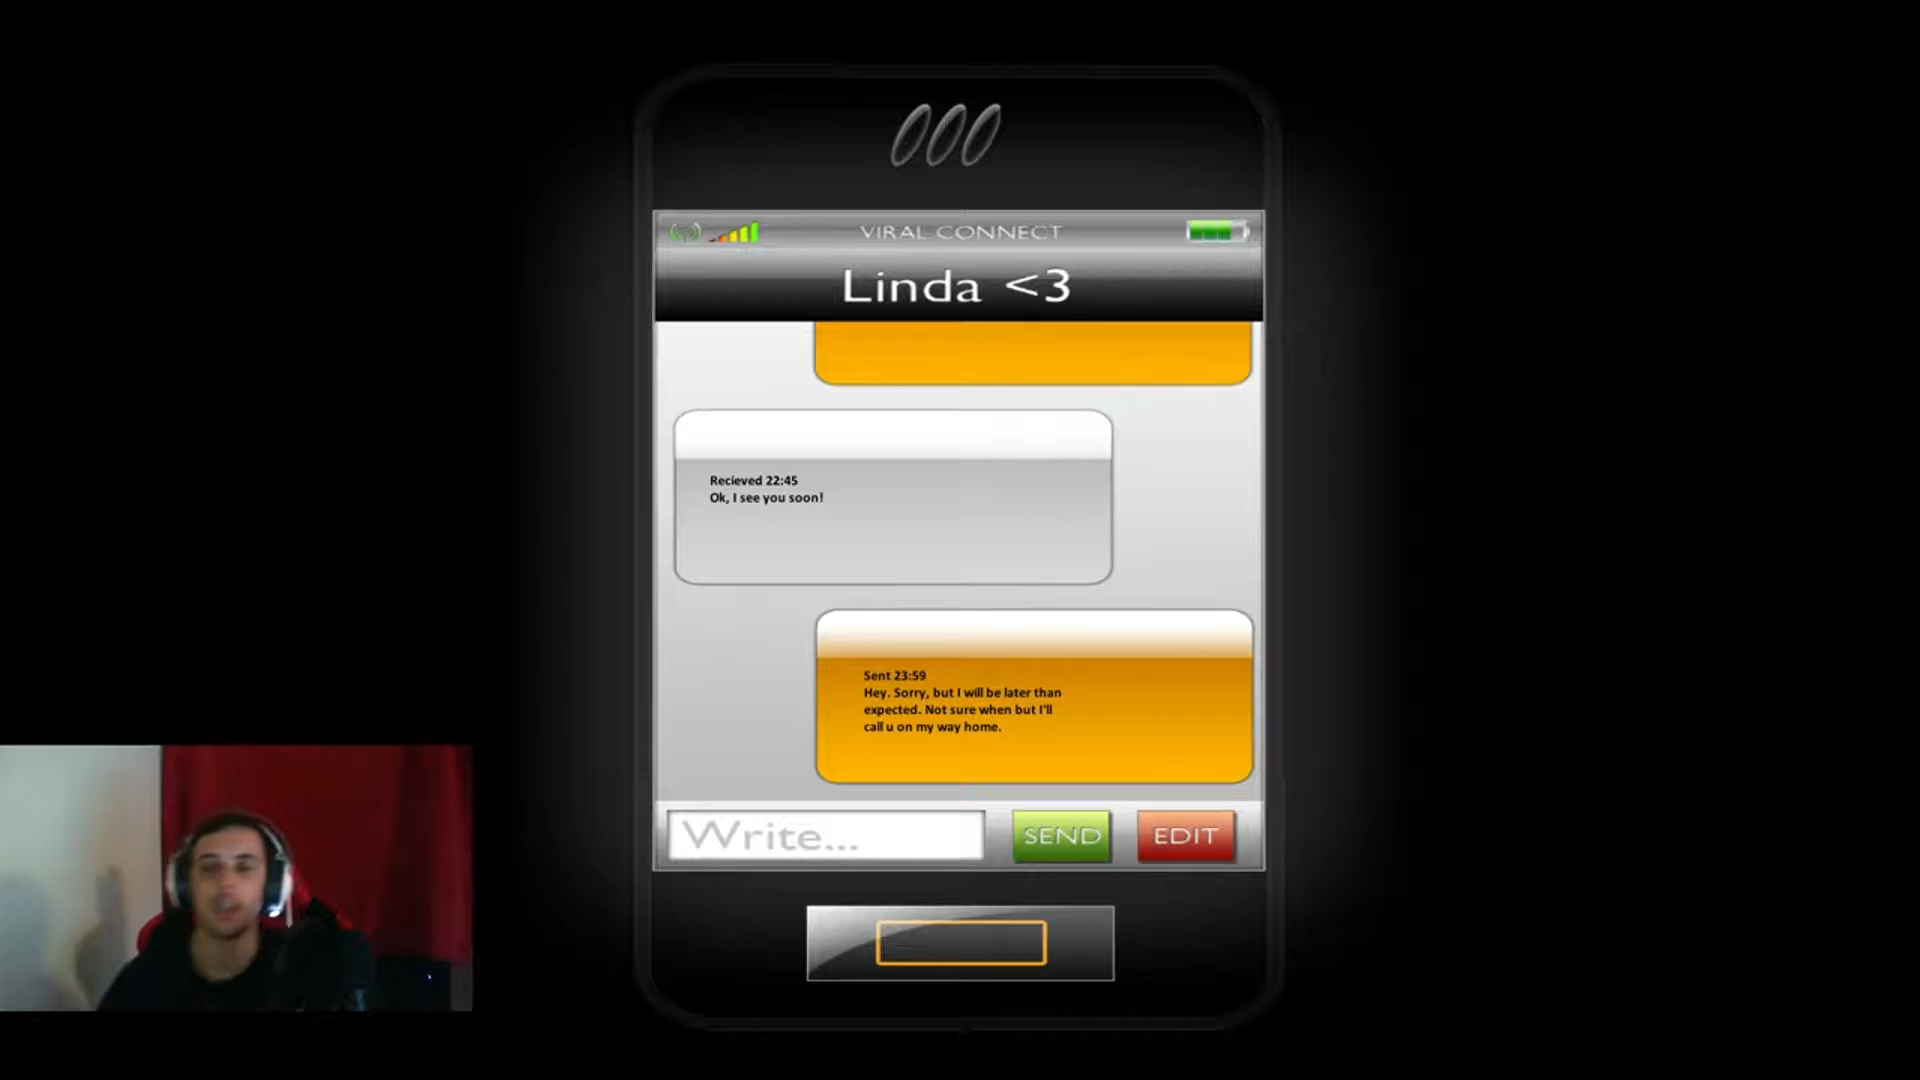 VIRAL CONNECT
Linda <3
Recieved 22:45
Ok, I see you soon!
Sent 23:59
Hey. Sorry, but I will be later than
expected. Not sure when but I'll
call u on my way home.
Write...
SEND
EDIT